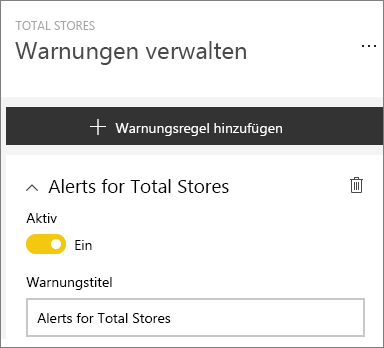 TOTAL STORES
Warnungen verwalten
...
Warnungsregel hinzufügen
Alerts for Total Stores
Aktiv
Ein
Warnungstitel
Alerts for Total Stores